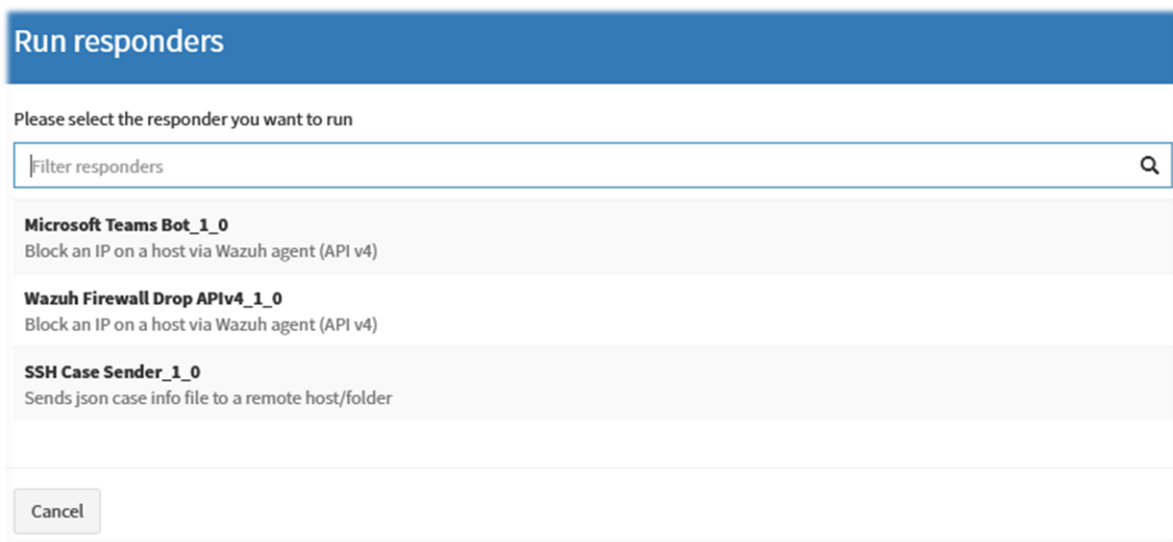 Run responders
Please select the responder you want to run
Filter responders
Microsoft Teams Bot_1_0
Block an IP on a host via Wazuh agent (API v4)
Wazuh Firewall Drop APIv4_1_0
Block an IP on a host via Wazuh agent (API v4)
SSH Case Sender_1_0
Sends json case info file to a remote host/folder
Cancel